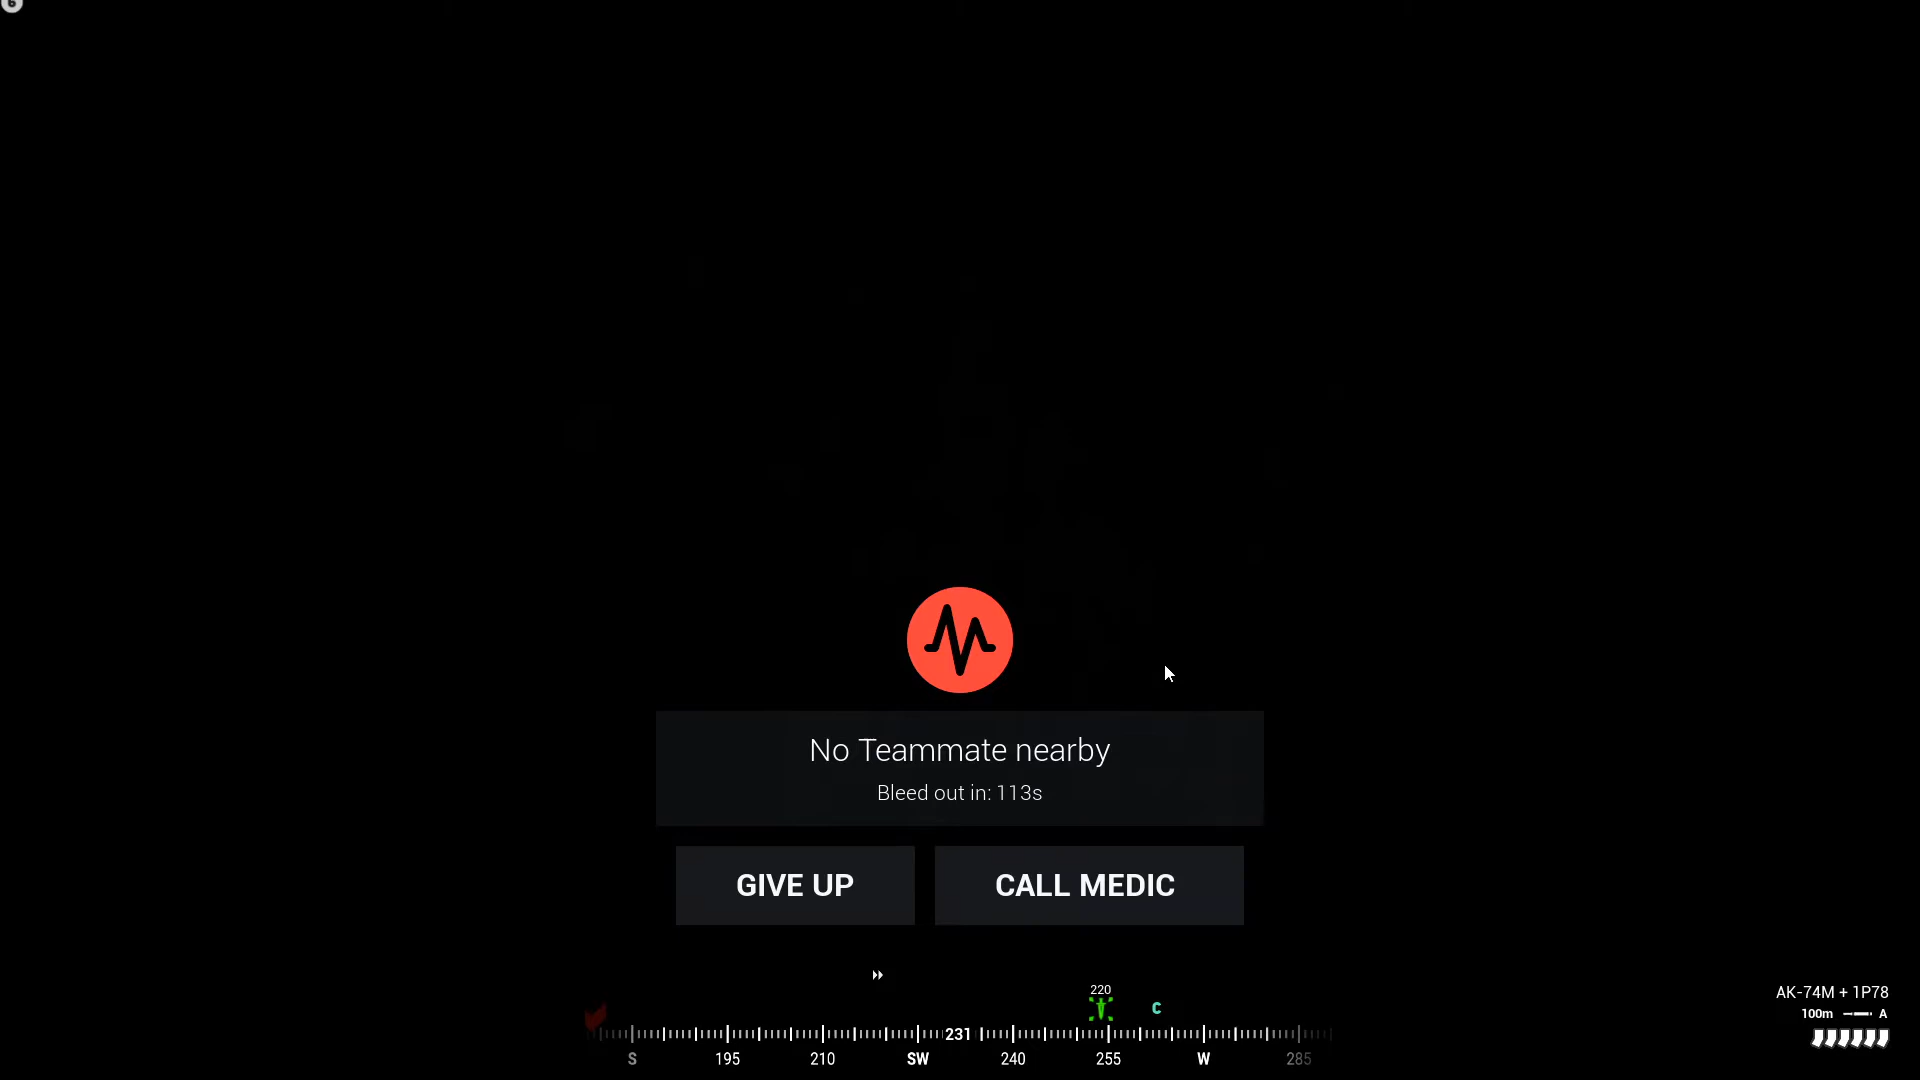 6
No Teammate nearby
Bleed out in: 113s
GIVE UP
CALL MEDIC
220
C
231
S 195 210 SW 240 255 W 285
AK-74M + 1P78
100m A